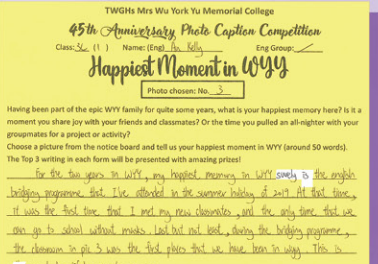 TWGHs Mrs Wu York Yu Memorial College
45th Anniversary Photo Caption Competition
Class: 3L (1) Name: (Eng) Au Kelly Eng Group:
Happiest Moment in WYY
Photo chosen: No. 3
Having been part of the epic WYY family for quite some years, what is your happiest memory here? Is it a
moment you share joy with your friends and classmates? Or the time you pulled an all-nighter with your
groupmates for a project or activity?
Choose a picture from the notice board and tell us your happiest moment in WYY (around 50 words).
The Top 3 writing in each form will be presented with amazing prizes!
For the two years in WYY, my happiest memory in WYY surely is the english
bridging programme that I've attended in the summer holiday of 2019. At that time,
it was the first time that I met my new classmates, and the only time that we
can go to school without masks. Last but not least, during the bridging programme,
the classroom in pic 3 was the first places that we have been in wyy. This is